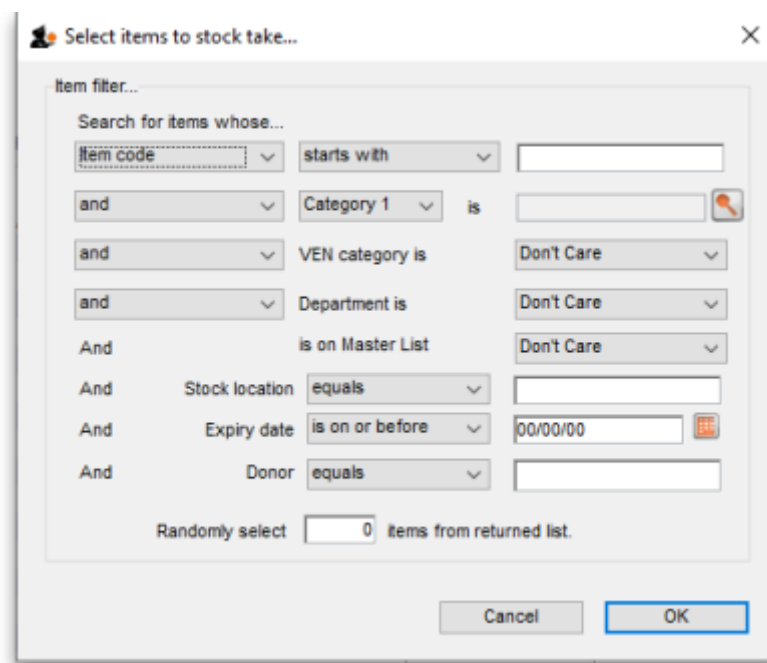 Select items to stock take...
Item filter...
Search for items whose...
Item code starts with
and Category 1 is
and VEN category is Don't Care
and Department is Don't Care
And is on Master List Don't Care
And Stock location equals
And Expiry date is on or before 00/00/00
And Donor equals
Randomly select 0 items from returned list.
Cancel OK